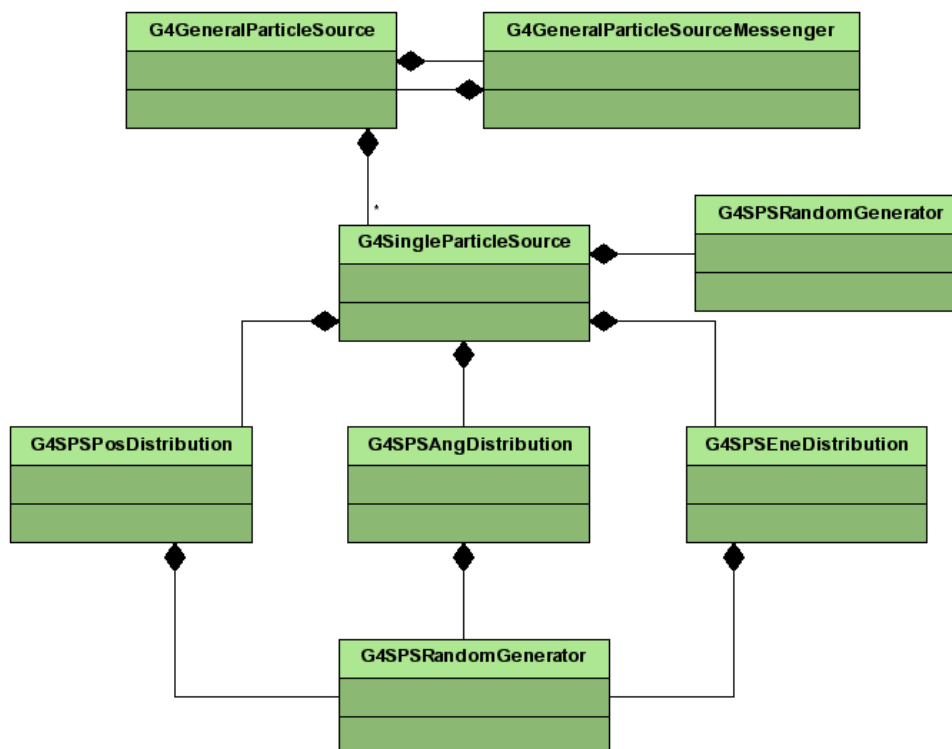 G4GeneralParticleSource
G4GeneralParticleSourceMessenger
*
G4SPSRandomGenerator
G4SingleParticleSource
G4SPSPosDistribution
G4SPSAngDistribution
G4SPSEneDistribution
G4SPSRandomGenerator